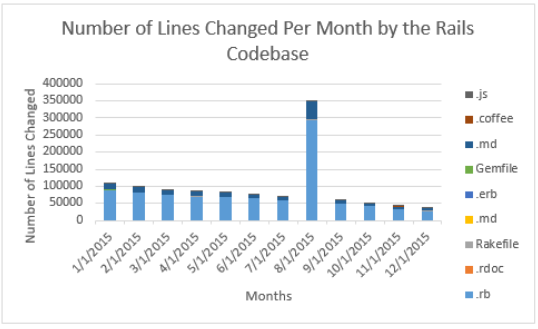 Number of Lines Changed Per Month by the Rails
Codebase
Number of Lines Changed
400000
350000
300000
250000
200000
150000
100000
50000
0
1/1/2015
2/1/2015
3/1/2015
4/1/2015
5/1/2015
6/1/2015
7/1/2015
8/1/2015
9/1/2015
10/1/2015
11/1/2015
12/1/2015
Months
.js
.coffee
.md
Gemfile
.erb
.md
Rakefile
.rdoc
.rb